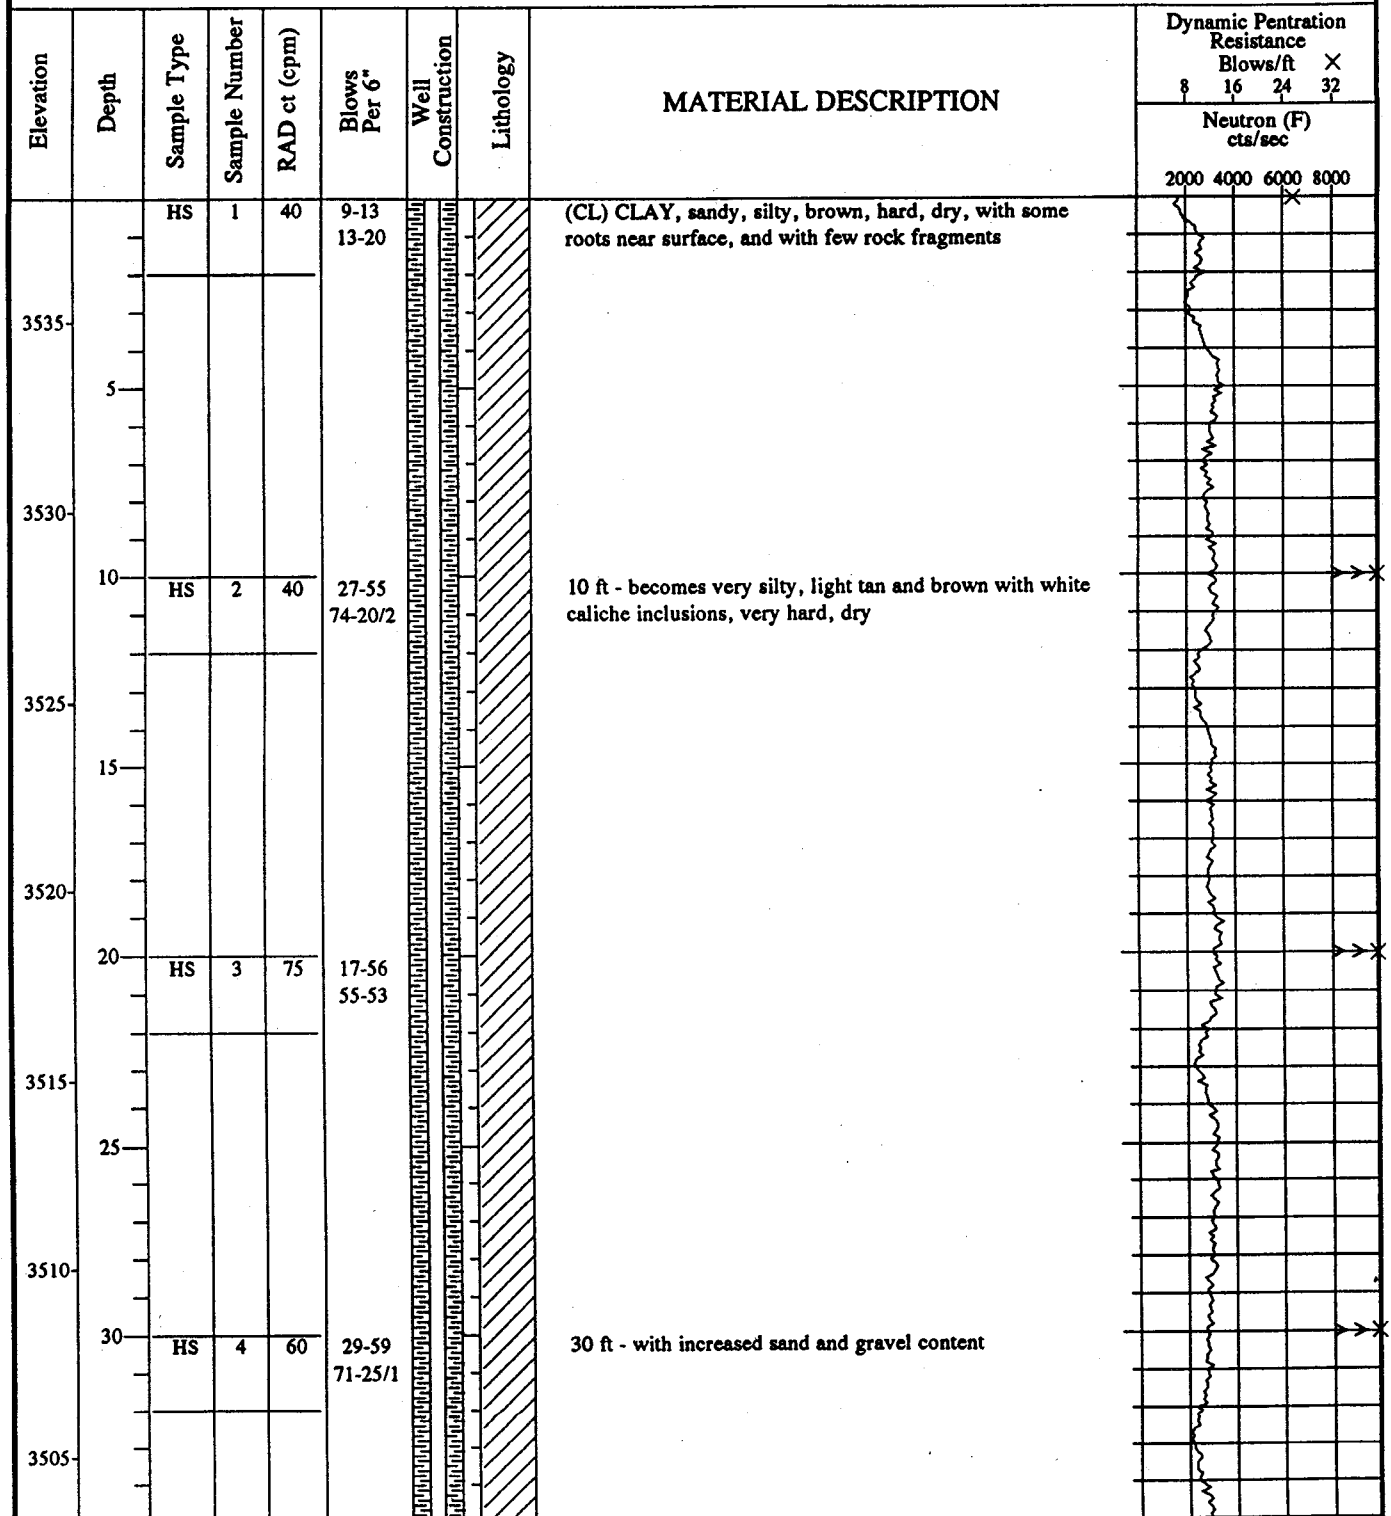 Elevation
Depth
Sample Type
Sample Number
RAD ct (cpm)
Blows
Per 6"
Well
Construction
Lithology
MATERIAL DESCRIPTION
Dynamic Pentration
Resistance
Blows/ft X
8 16 24 32
Neutron (F)
cts/sec
2000 4000 6000 8000
HS 1 40 9-13 (CL) CLAY, sandy, silty, brown, hard, dry, with some
13-20 roots near surface, and with few rock fragments
3535
5
3530
10 HS 2 40 27-55 10 ft - becomes very silty, light tan and brown with white
74-20/2 caliche inclusions, very hard, dry
3525
15
3520
20 HS 3 75 17-56
55-53
3515
25
3510
30 HS 4 60 29-59 30 ft - with increased sand and gravel content
71-25/1
3505